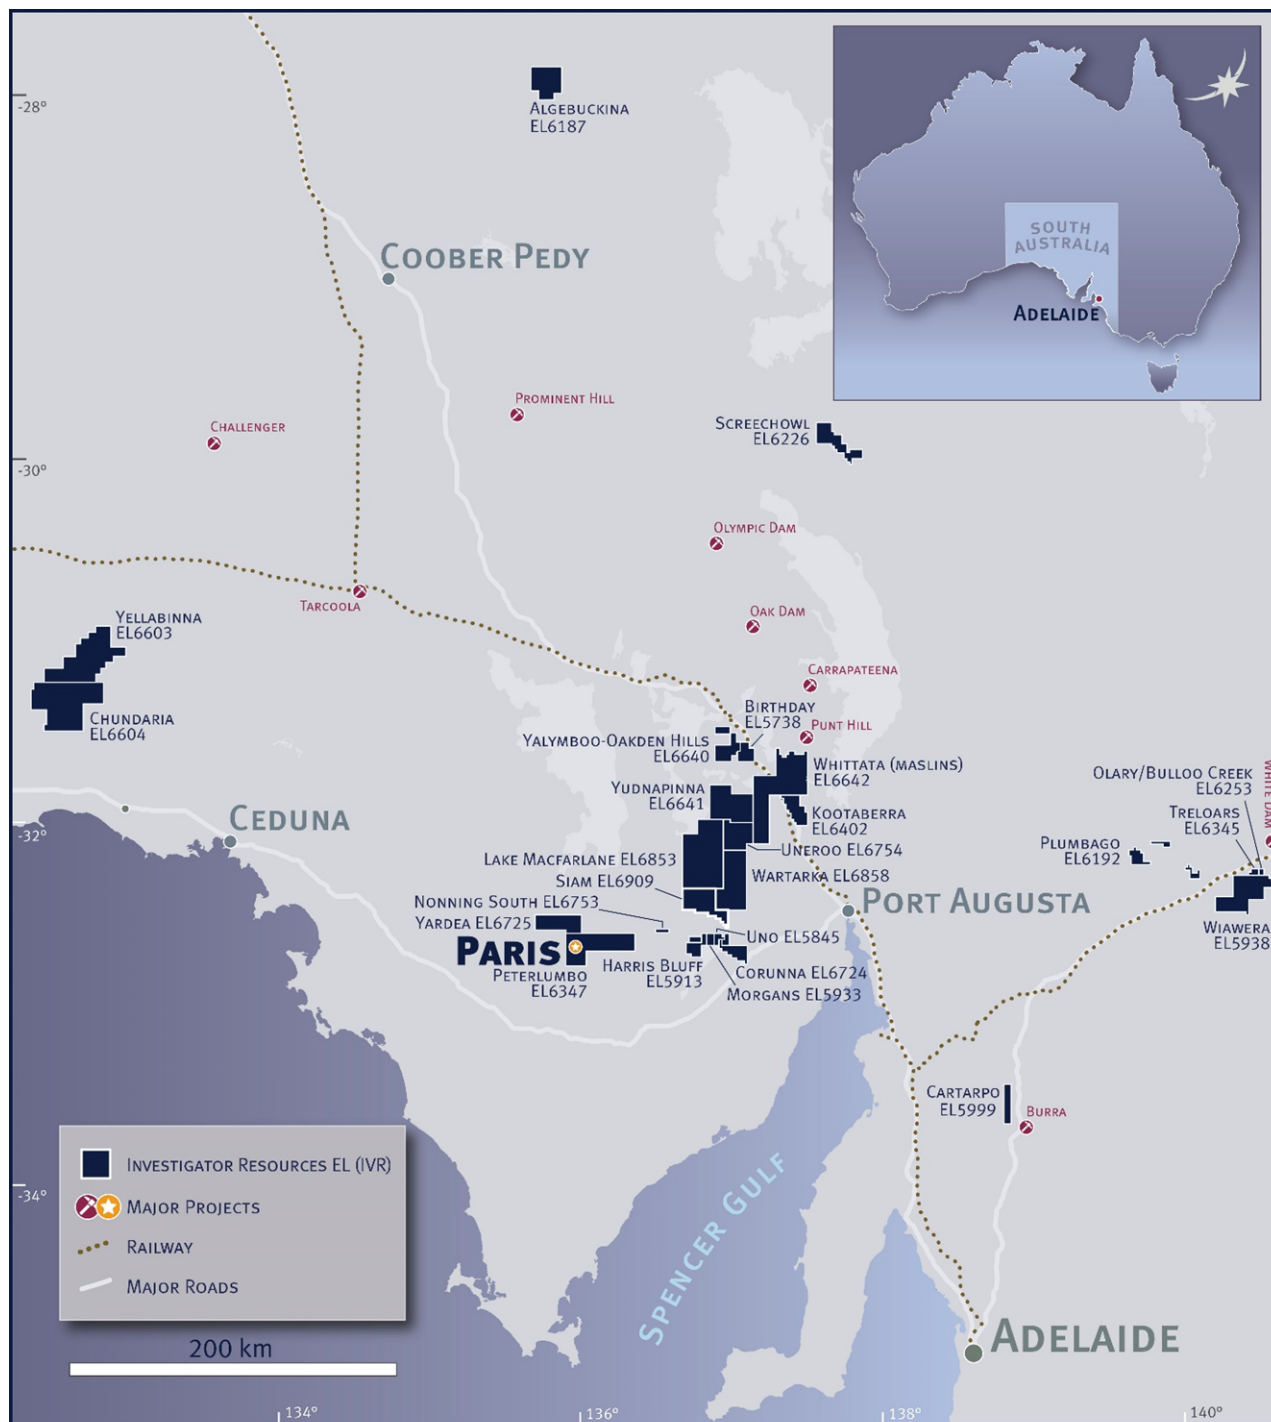 -28°
ALGEBUCKINA
EL6187
SOUTH
AUSTRALIA
ADELAIDE
COOBER PEDY
PROMINENT HILL
CHALLENGER
SCREECHOWL
EL6226
-30°
OLYMPIC DAM
TARCOOLA
OAK DAM
YELLABINNA
EL6603
CARRAPATEENA
CHUNDARIA
EL6604
BIRTHDAY
EL5738
PUNT HILL
YALYMBOO-OAKDEN HILLS
EL6640
WHITTATA (MASLINS)
EL6642
WHITE DAM
OLARY/BULLOO CREEK
EL6253
YUDNAPINNA
EL6641
KOOTABERRA
EL6402
TRELOARS
EL6345
CEDUNA
-32°
UNEROO EL6754
PLUMBAGO
EL6192
LAKE MACFARLANE EL6853
SIAM EL6909
WARTARKA EL6858
NONNING SOUTH EL6753
PORT AUGUSTA
YARDEA EL6725
WIAWERA
EL5938
UNO EL5845
PARIS
PETERLUMBO
EL6347
HARRIS BLUFF
EL5913
CORUNNA EL6724
MORGANS EL5933
CARTARPO
EL5999
BURRA
INVESTIGATOR RESOURCES EL (IVR)
MAJOR PROJECTS
RAILWAY
MAJOR ROADS
-34°
SPENCER GULF
200 km
ADELAIDE
134°
136°
138°
140°